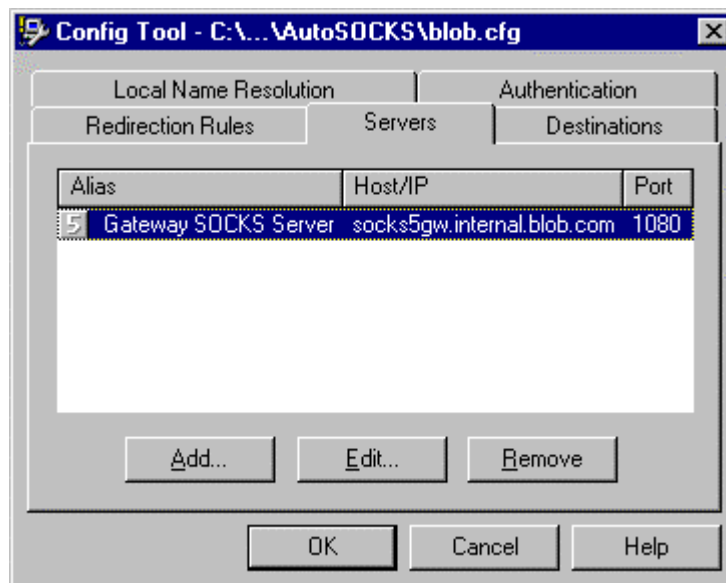 Config Tool - C:\...\AutoSOCKS\blob.cfg
Local Name Resolution Authentication
Redirection Rules Servers Destinations
Alias Host/IP Port
5 Gateway SOCKS Server socks5gw.internal.blob.com 1080
Add... Edit... Remove
OK Cancel Help